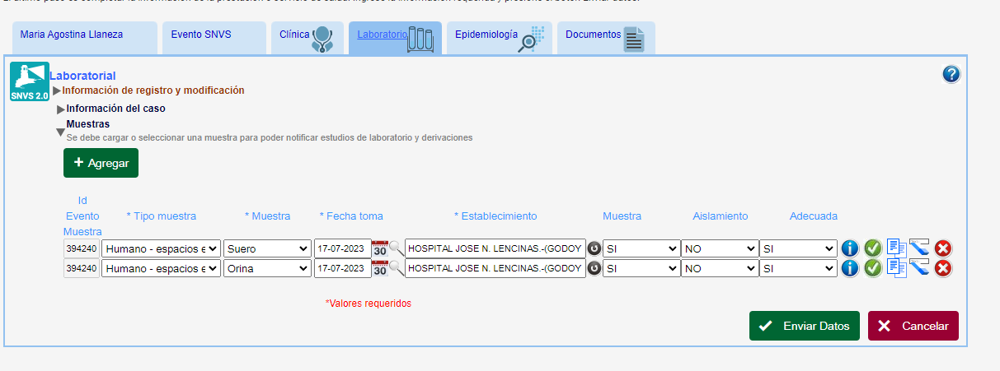 Maria Agostina Llaneza Evento SNVS Clínica Laboratorio Epidemiología Documentos
SNVS 2.0
Laboratorial
Información de registro y modificación
Información del caso
Muestras
Se debe cargar o seleccionar una muestra para poder notificar estudios de laboratorio y derivaciones
+ Agregar
Id
Evento * Tipo muestra * Muestra * Fecha toma * Establecimiento Muestra Aislamiento Adecuada
Muestra
394240 Humano - espacios e Suero 17-07-2023 30 HOSPITAL JOSE N. LENCINAS.-(GODOY SI NO SI
394240 Humano - espacios e Orina 17-07-2023 30 HOSPITAL JOSE N. LENCINAS.-(GODOY SI NO SI
*Valores requeridos
Enviar Datos Cancelar